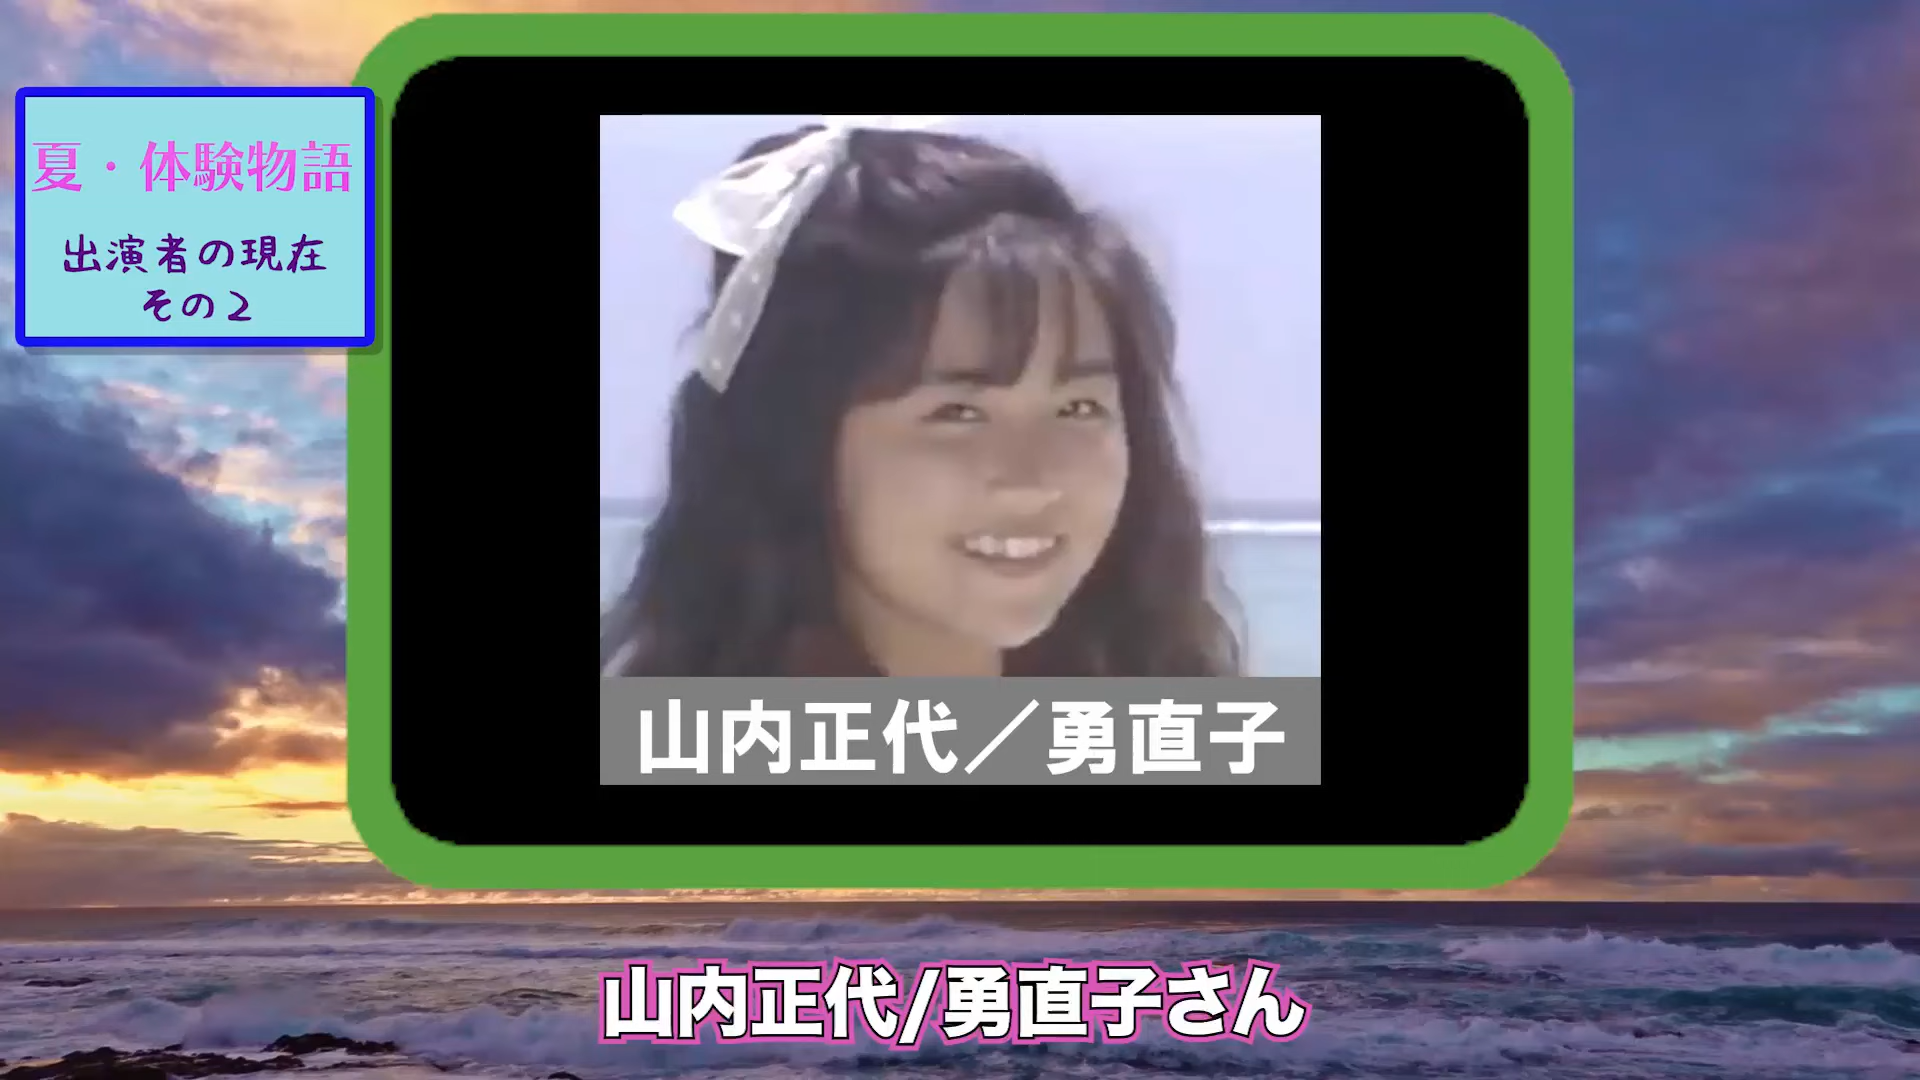 夏・体験物語
出演者の現在
その2
山内正代／勇直子
山内正代/勇直子さん